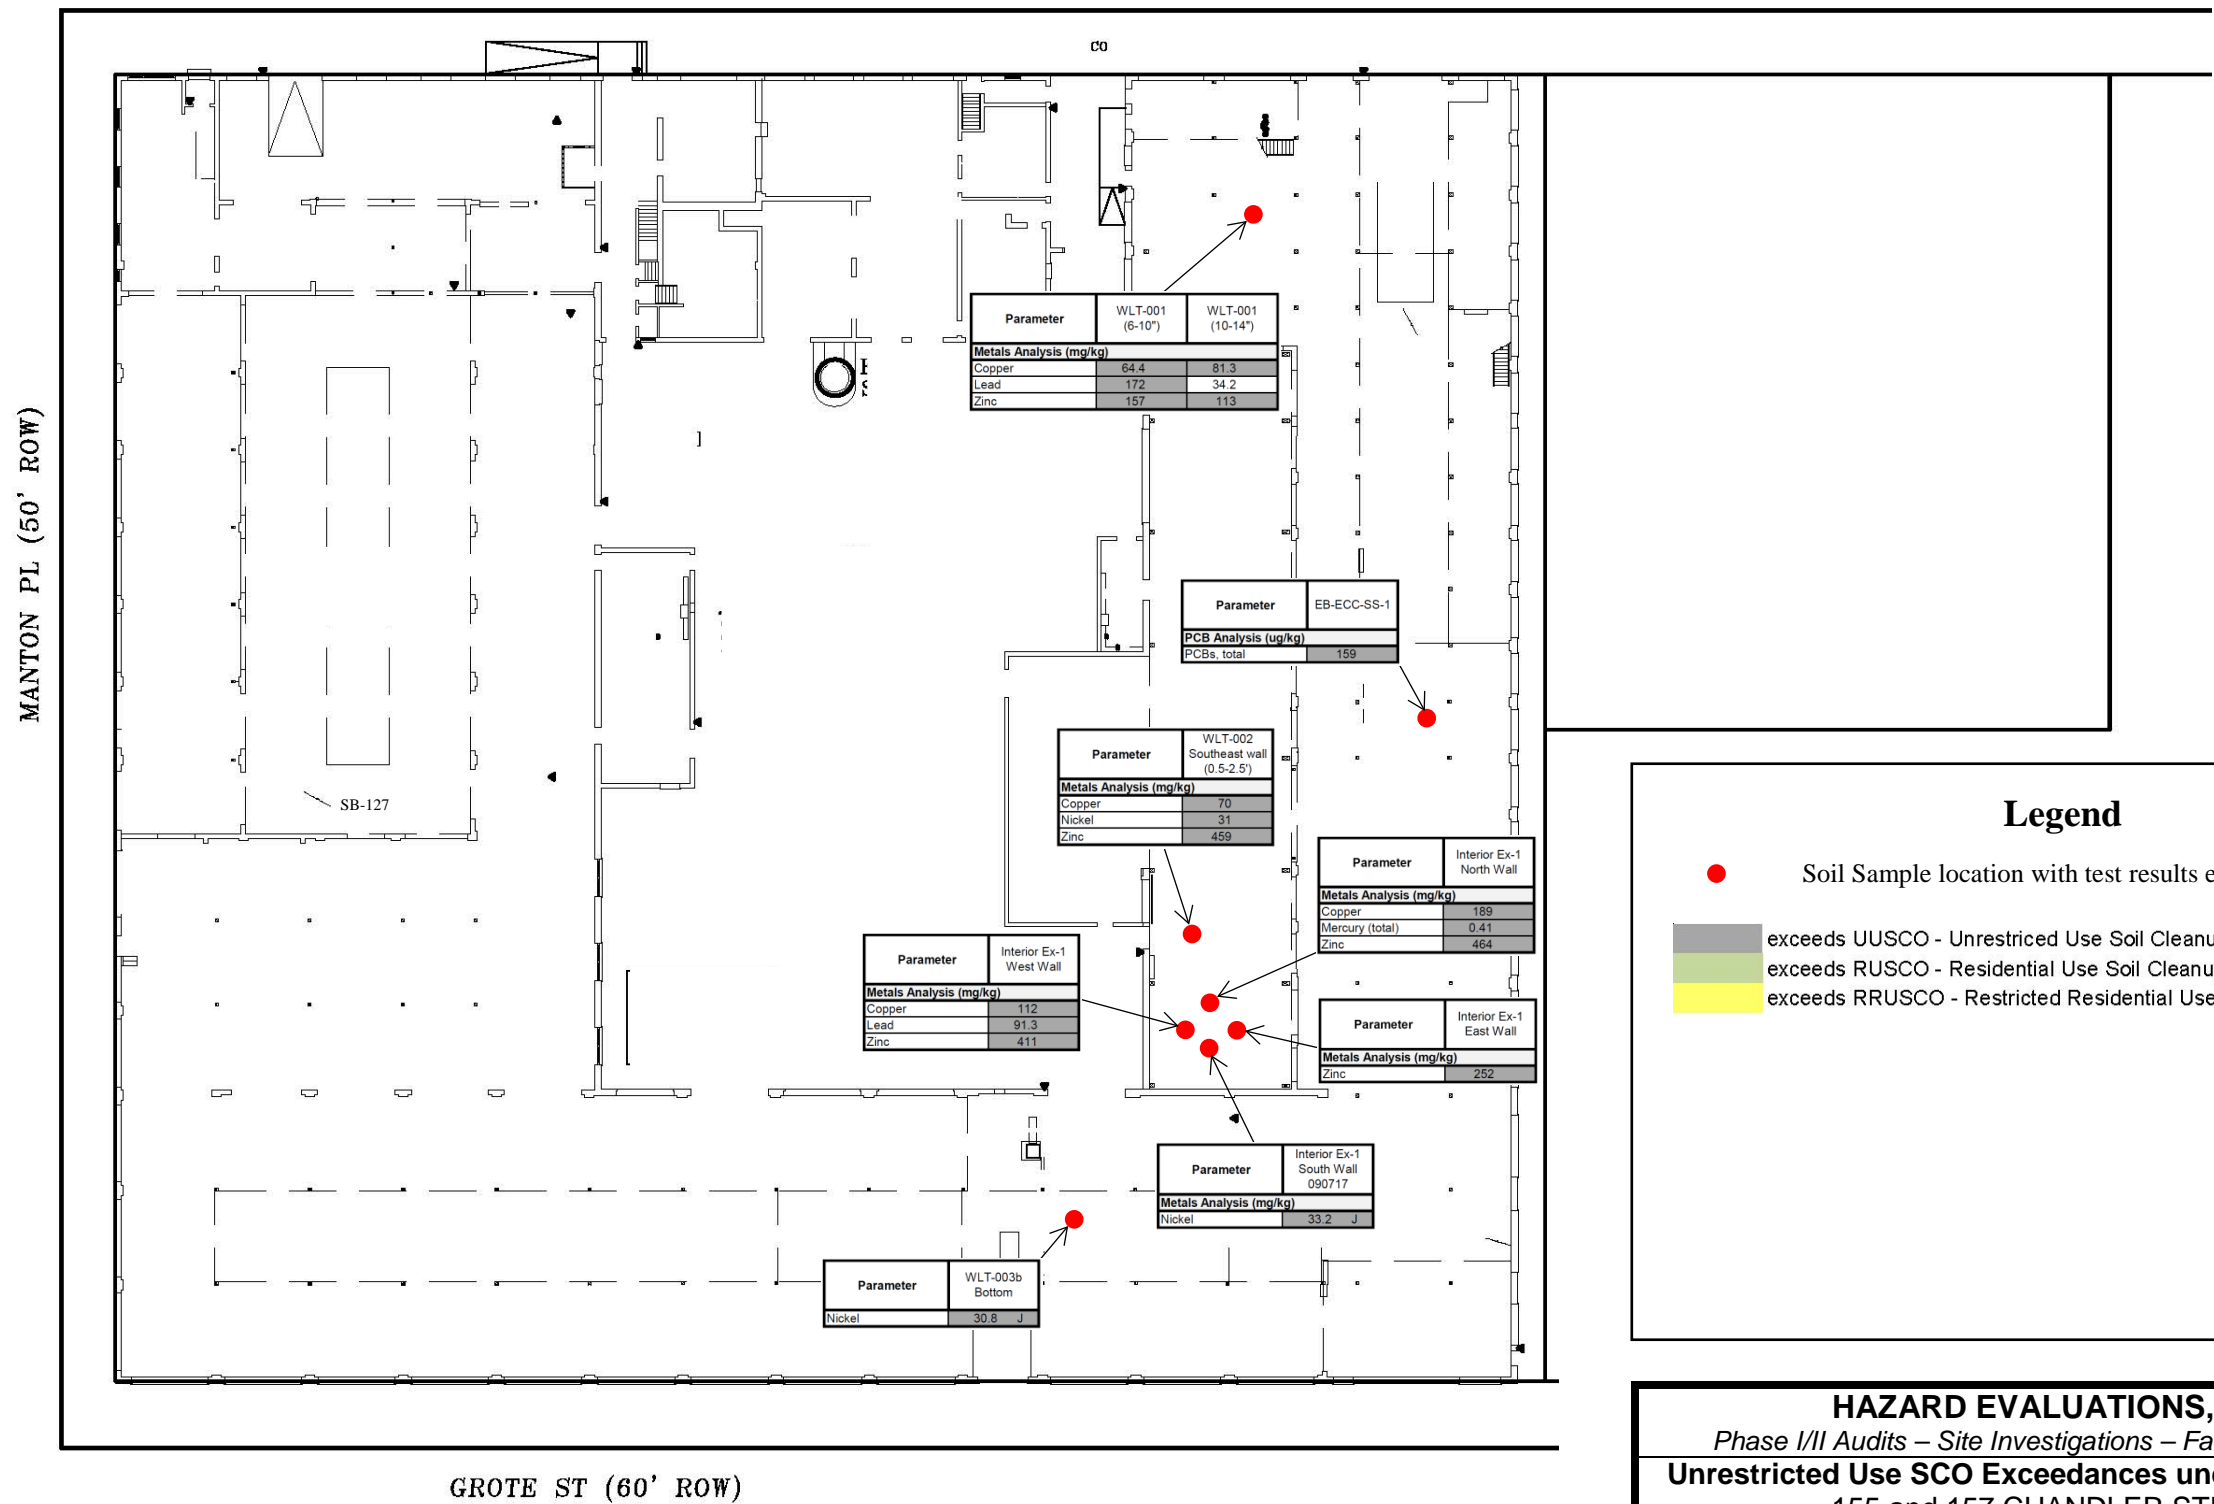 CO
MANTON PL (50' ROW)
Parameter WLT-001 (6-10") WLT-001 (10-14")
Metals Analysis (mg/kg)
Copper 64.4 81.3
Lead 172 34.2
Zinc 157 113
Parameter EB-ECC-SS-1
PCB Analysis (ug/kg)
PCBs, total 159
Parameter WLT-002 Southeast wall (0.5-2.5')
Metals Analysis (mg/kg)
Copper 70
Nickel 31
Zinc 459
SB-127
Parameter Interior Ex-1 North Wall
Metals Analysis (mg/kg)
Copper 189
Mercury (total) 0.41
Zinc 464
Parameter Interior Ex-1 West Wall
Metals Analysis (mg/kg)
Copper 112
Lead 91.3
Zinc 411
Parameter Interior Ex-1 East Wall
Metals Analysis (mg/kg)
Zinc 252
Parameter Interior Ex-1 South Wall 090717
Metals Analysis (mg/kg)
Nickel 33.2 J
Parameter WLT-003b Bottom
Nickel 30.8 J
GROTE ST (60' ROW)
Legend
Soil Sample location with test results
exceeds UUSCO - Unrestriced Use Soil
exceeds RUSCO - Residential Use Soil
exceeds RRUSCO - Restricted Residential Use
HAZARD EVALUATIONS,
Phase I/II Audits – Site Investigations –
Unrestricted Use SCO Exceedances
155 and 157 CHANDLER